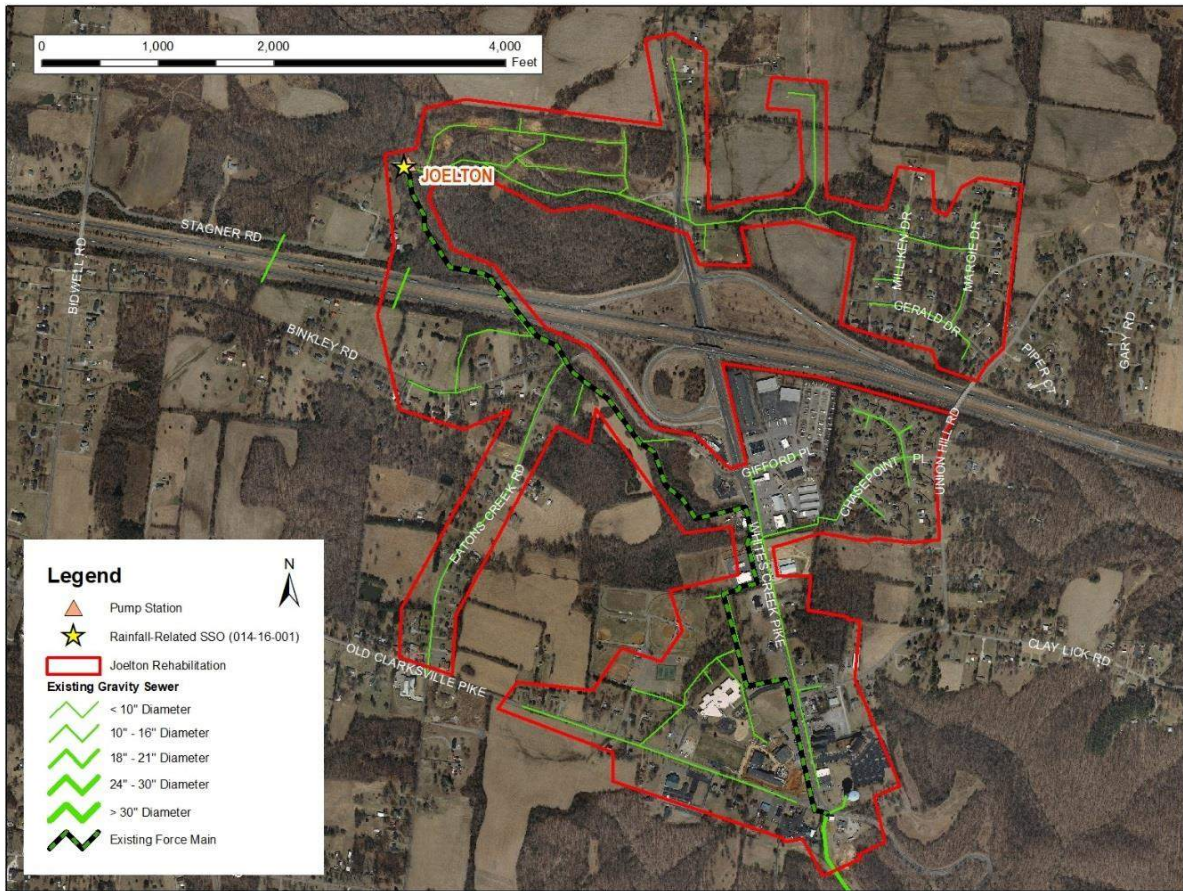 0 1,000 2,000 4,000
Feet
JOELTON
STAGNER RD
BIDWELL RD
BINKLEY RD
MILLIKEN DR
MARGIE DR
GERALD DR
PIPER CT
GARY RD
UNION HILL RD
GIFFORD PL
CHASEPOINT PL
EATONS CREEK RD
WHITES CREEK PIKE
OLD CLARKSVILLE PIKE
CLAY LICK RD
Legend
N
Pump Station
Rainfall-Related SSO (014-16-001)
Joelton Rehabilitation
Existing Gravity Sewer
< 10" Diameter
10" - 16" Diameter
18" - 21" Diameter
24" - 30" Diameter
> 30" Diameter
Existing Force Main